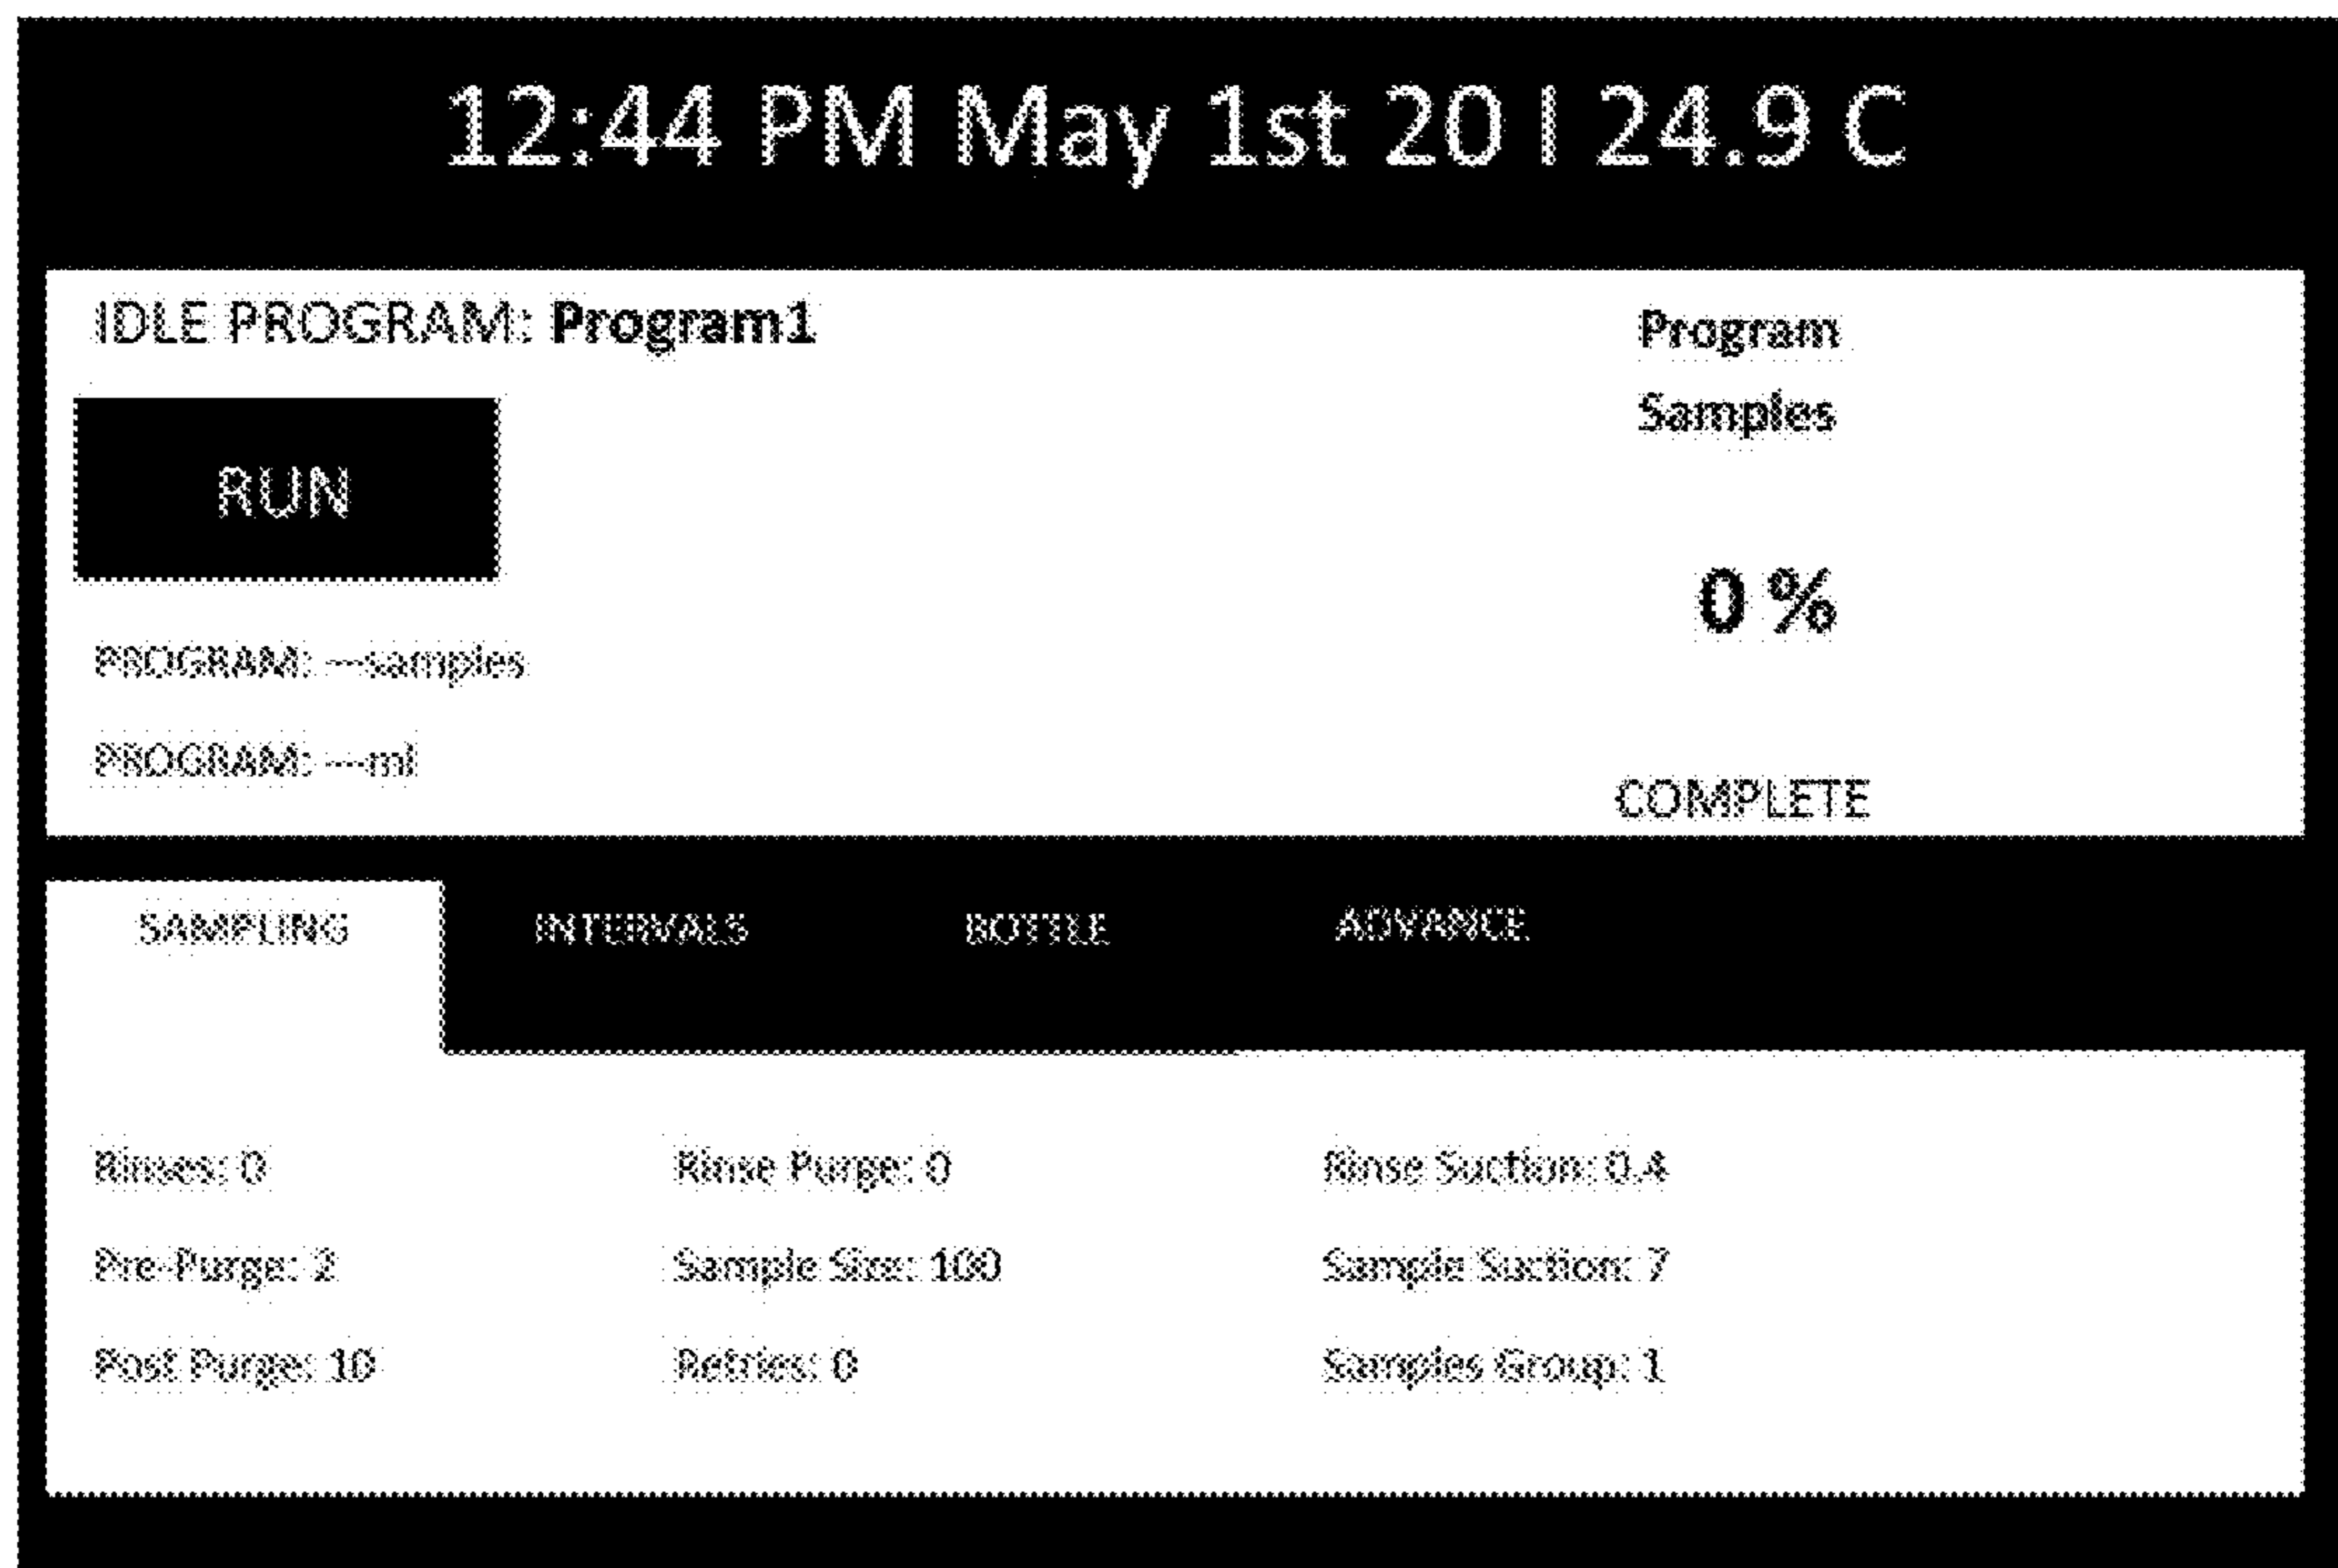 12:44 PM May 1st 20 | 24.9 C
IDLE PROGRAM: Program1
Program
Samples
RUN
0 %
PROGRAM: ---samples
PROGRAM: ---ml
COMPLETE
SAMPLING INTERVALS BOTTLE ADVANCE
Rinses: 0 Rinse Purge: 0 Rinse Suction: 0.4
Pre-Purge: 2 Sample Size: 100 Sample Suction: 7
Post Purge: 10 Retries: 0 Samples Group: 1